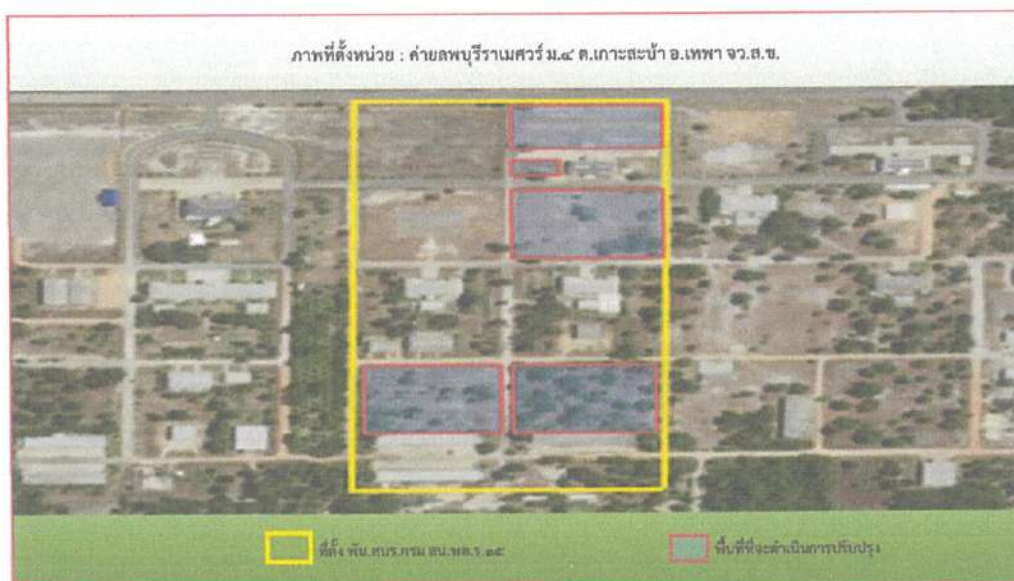 ภาพที่ตั้งหน่วย : ค่ายลพบุรีราเมศวร์ ม.๔ ต.เกาะสะบ้า อ.เทพา จว.ส.ข.
ที่ตั้ง พัน.สบร.กรม สน.พล.ร.๑๕
พื้นที่ที่จะดำเนินการปรับปรุง